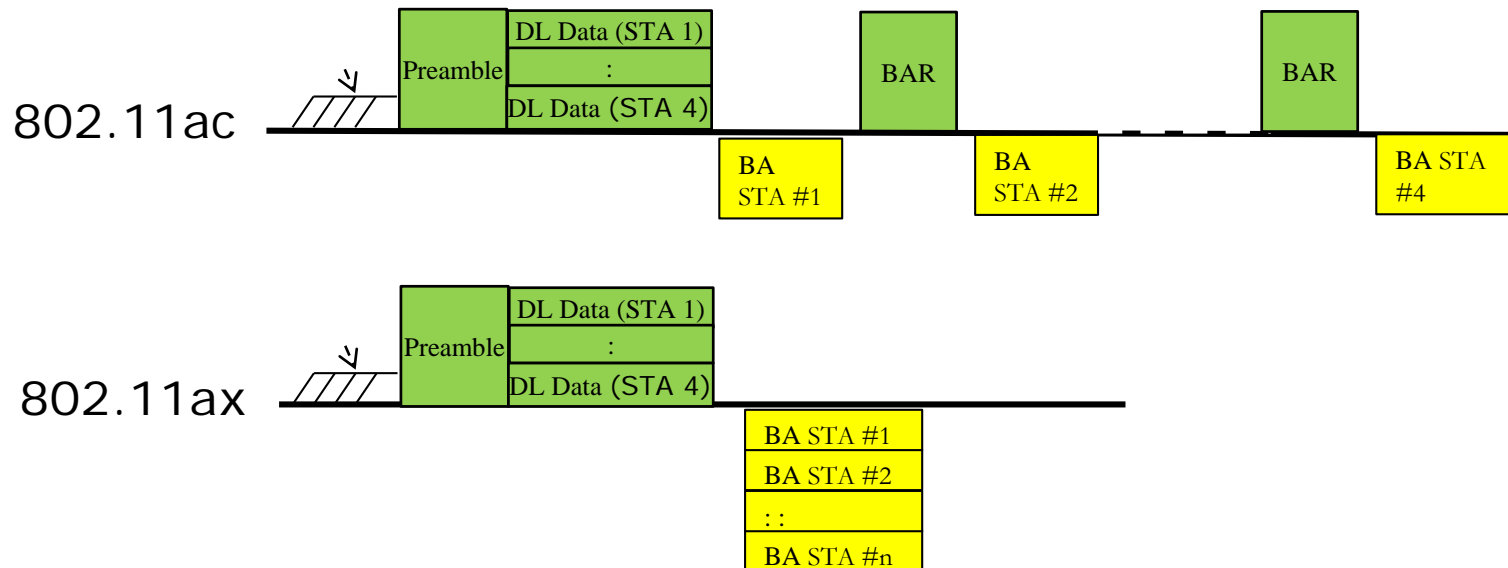 DL Data (STA 1)
Preamble
:
BAR
BAR
DL Data (STA 4)
802.11ac
BA
STA #1
BA
STA #2
BA STA
#4
DL Data (STA 1)
Preamble
:
DL Data (STA 4)
802.11ax
BA STA #1
BA STA #2
: :
BA STA #n